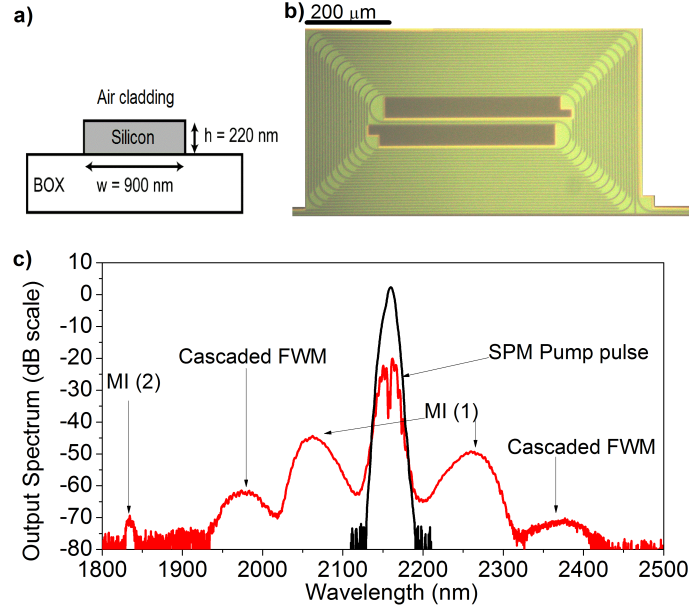 a)
Air cladding
Silicon
h = 220 nm
BOX
w = 900 nm
b)
200 µm
c)
Output Spectrum (dB scale)
10
0
-10
-20
-30
-40
-50
-60
-70
-80
MI (2)
Cascaded FWM
SPM Pump pulse
MI (1)
Cascaded FWM
1800
1900
2000
2100
2200
2300
2400
2500
Wavelength (nm)